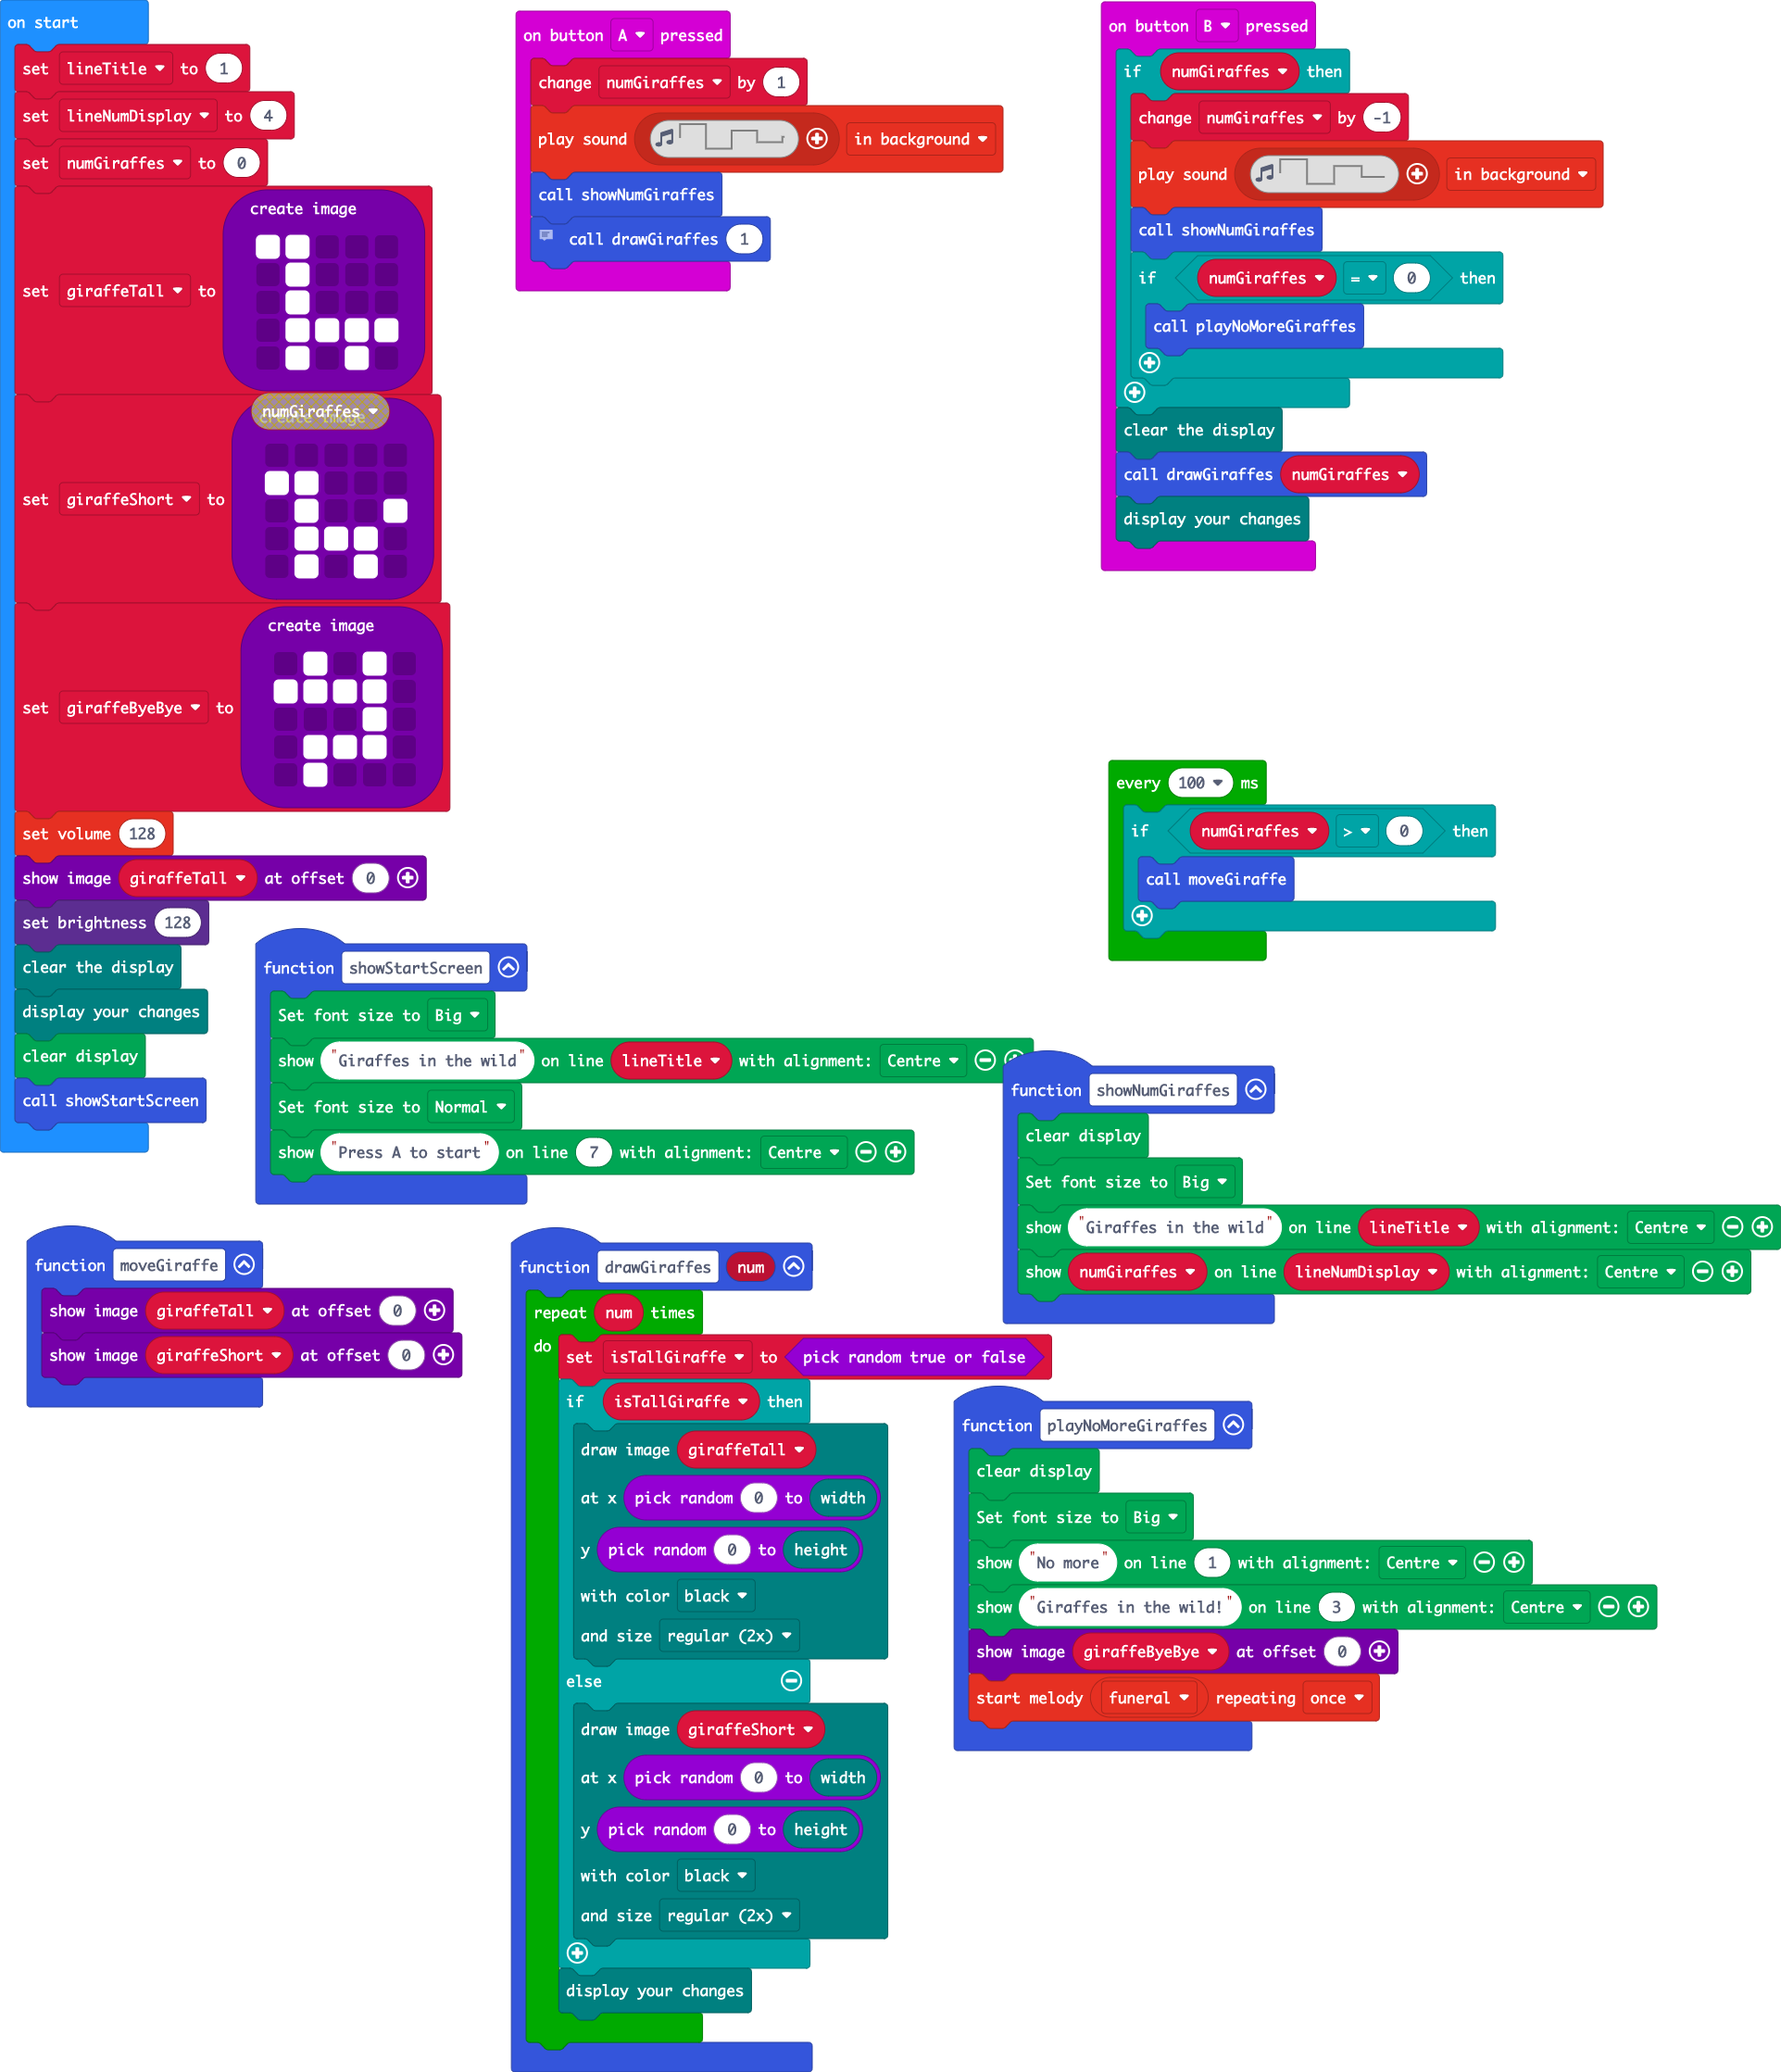 on start
set lineTitle to 1
set lineNumDisplay to 4
set numGiraffes to 0
create image
set giraffeTall to
numGiraffes
create image
set giraffeShort to
create image
set giraffeByeBye to
set volume 128
show image giraffeTall at offset 0
set brightness 128
clear the display
display your changes
clear display
call showStartScreen
on button A pressed
change numGiraffes by 1
play sound in background
call showNumGiraffes
call drawGiraffes 1
on button B pressed
if numGiraffes then
change numGiraffes by -1
play sound in background
call showNumGiraffes
if numGiraffes = 0 then
call playNoMoreGiraffes
clear the display
call drawGiraffes numGiraffes
display your changes
every 100 ms
if numGiraffes > 0 then
call moveGiraffe
function showStartScreen
Set font size to Big
show "Giraffes in the wild" on line lineTitle with alignment: Centre
Set font size to Normal
show "Press A to start" on line 7 with alignment: Centre
function showNumGiraffes
clear display
Set font size to Big
show "Giraffes in the wild" on line lineTitle with alignment: Centre
show numGiraffes on line lineNumDisplay with alignment: Centre
function moveGiraffe
show image giraffeTall at offset 0
show image giraffeShort at offset 0
function drawGiraffes num
repeat num times
do
set isTallGiraffe to pick random true or false
if isTallGiraffe then
draw image giraffeTall
at x pick random 0 to width
y pick random 0 to height
with color black
and size regular (2x)
else
draw image giraffeShort
at x pick random 0 to width
y pick random 0 to height
with color black
and size regular (2x)
display your changes
function playNoMoreGiraffes
clear display
Set font size to Big
show "No more" on line 1 with alignment: Centre
show "Giraffes in the wild!" on line 3 with alignment: Centre
show image giraffeByeBye at offset 0
start melody funeral repeating once